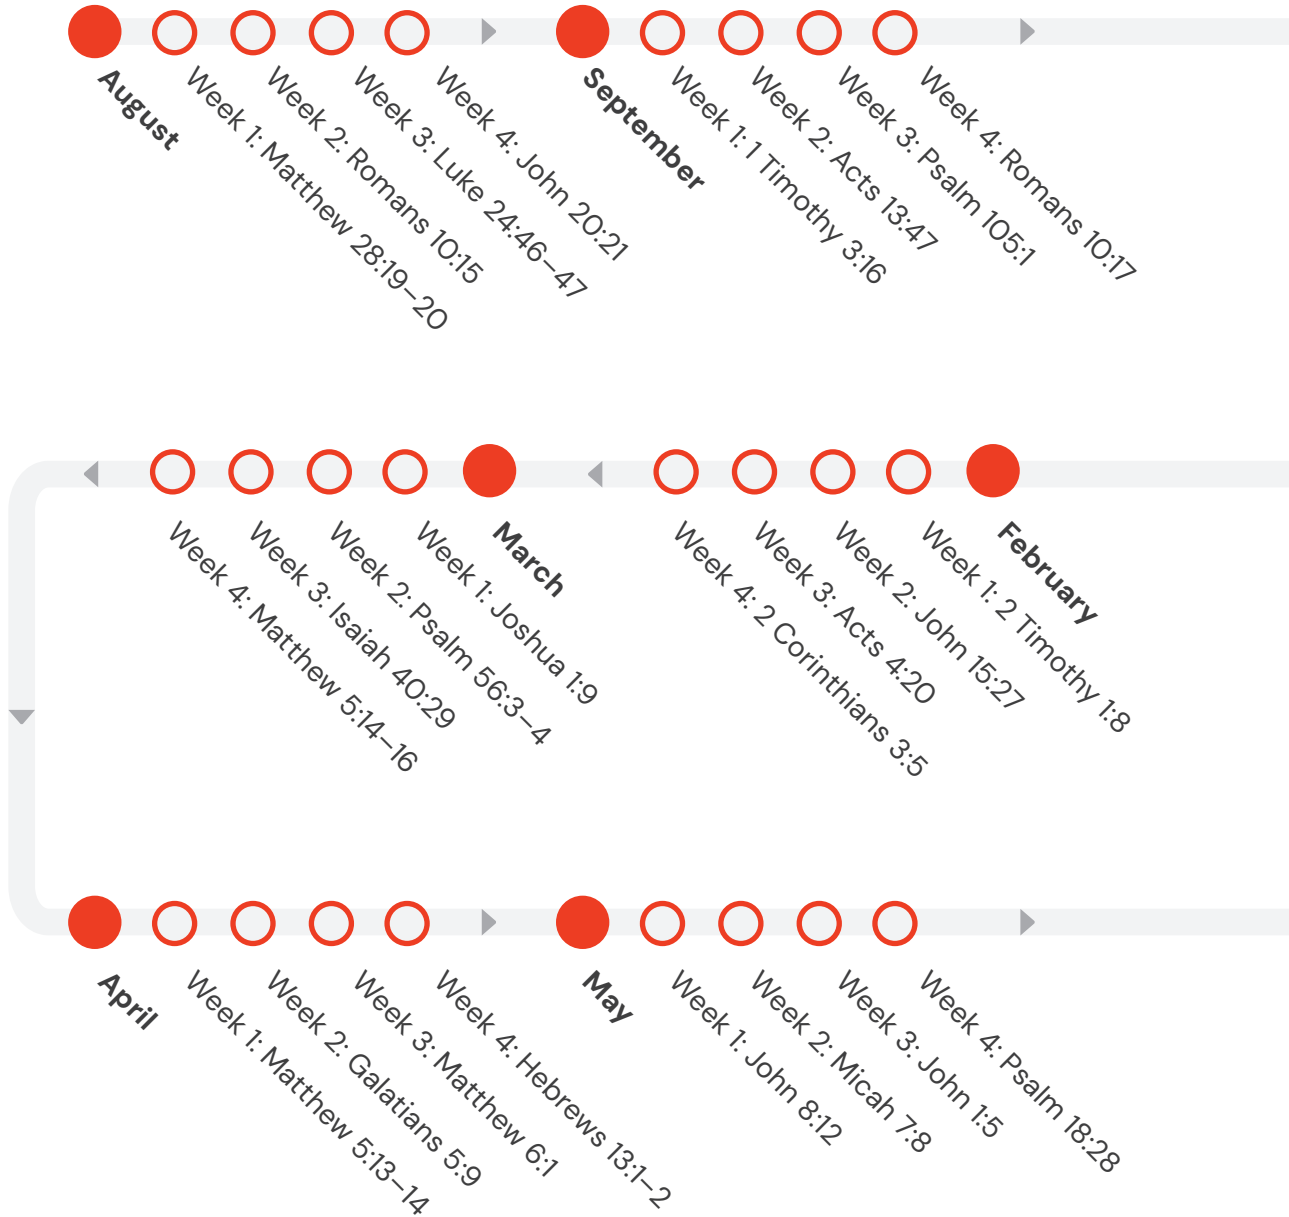 August
Week 1: Matthew 28:19–20
Week 2: Romans 10:15
Week 3: Luke 24:46–47
Week 4: John 20:21
September
Week 1: 1 Timothy 3:16
Week 2: Acts 13:47
Week 3: Psalm 105:1
Week 4: Romans 10:17
February
Week 1: 2 Timothy 1:8
Week 2: John 15:27
Week 3: Acts 4:20
Week 4: 2 Corinthians 3:5
March
Week 1: Joshua 1:9
Week 2: Psalm 56:3–4
Week 3: Isaiah 40:29
Week 4: Matthew 5:14–16
April
Week 1: Matthew 5:13–14
Week 2: Galatians 5:9
Week 3: Matthew 6:1
Week 4: Hebrews 13:1–2
May
Week 1: John 8:12
Week 2: Micah 7:8
Week 3: John 1:5
Week 4: Psalm 18:28